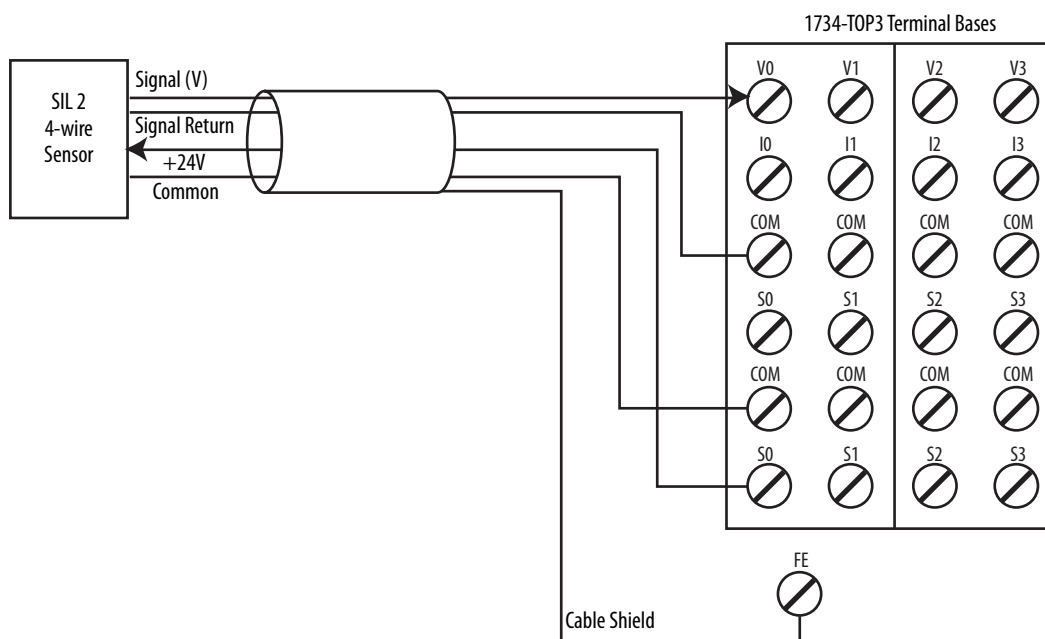 1734-TOP3 Terminal Bases
SIL 2
4-wire
Sensor
Signal (V)
Signal Return
+24V
Common
V0 V1 V2 V3
I0 I1 I2 I3
COM COM COM COM
S0 S1 S2 S3
COM COM COM COM
S0 S1 S2 S3
FE
Cable Shield